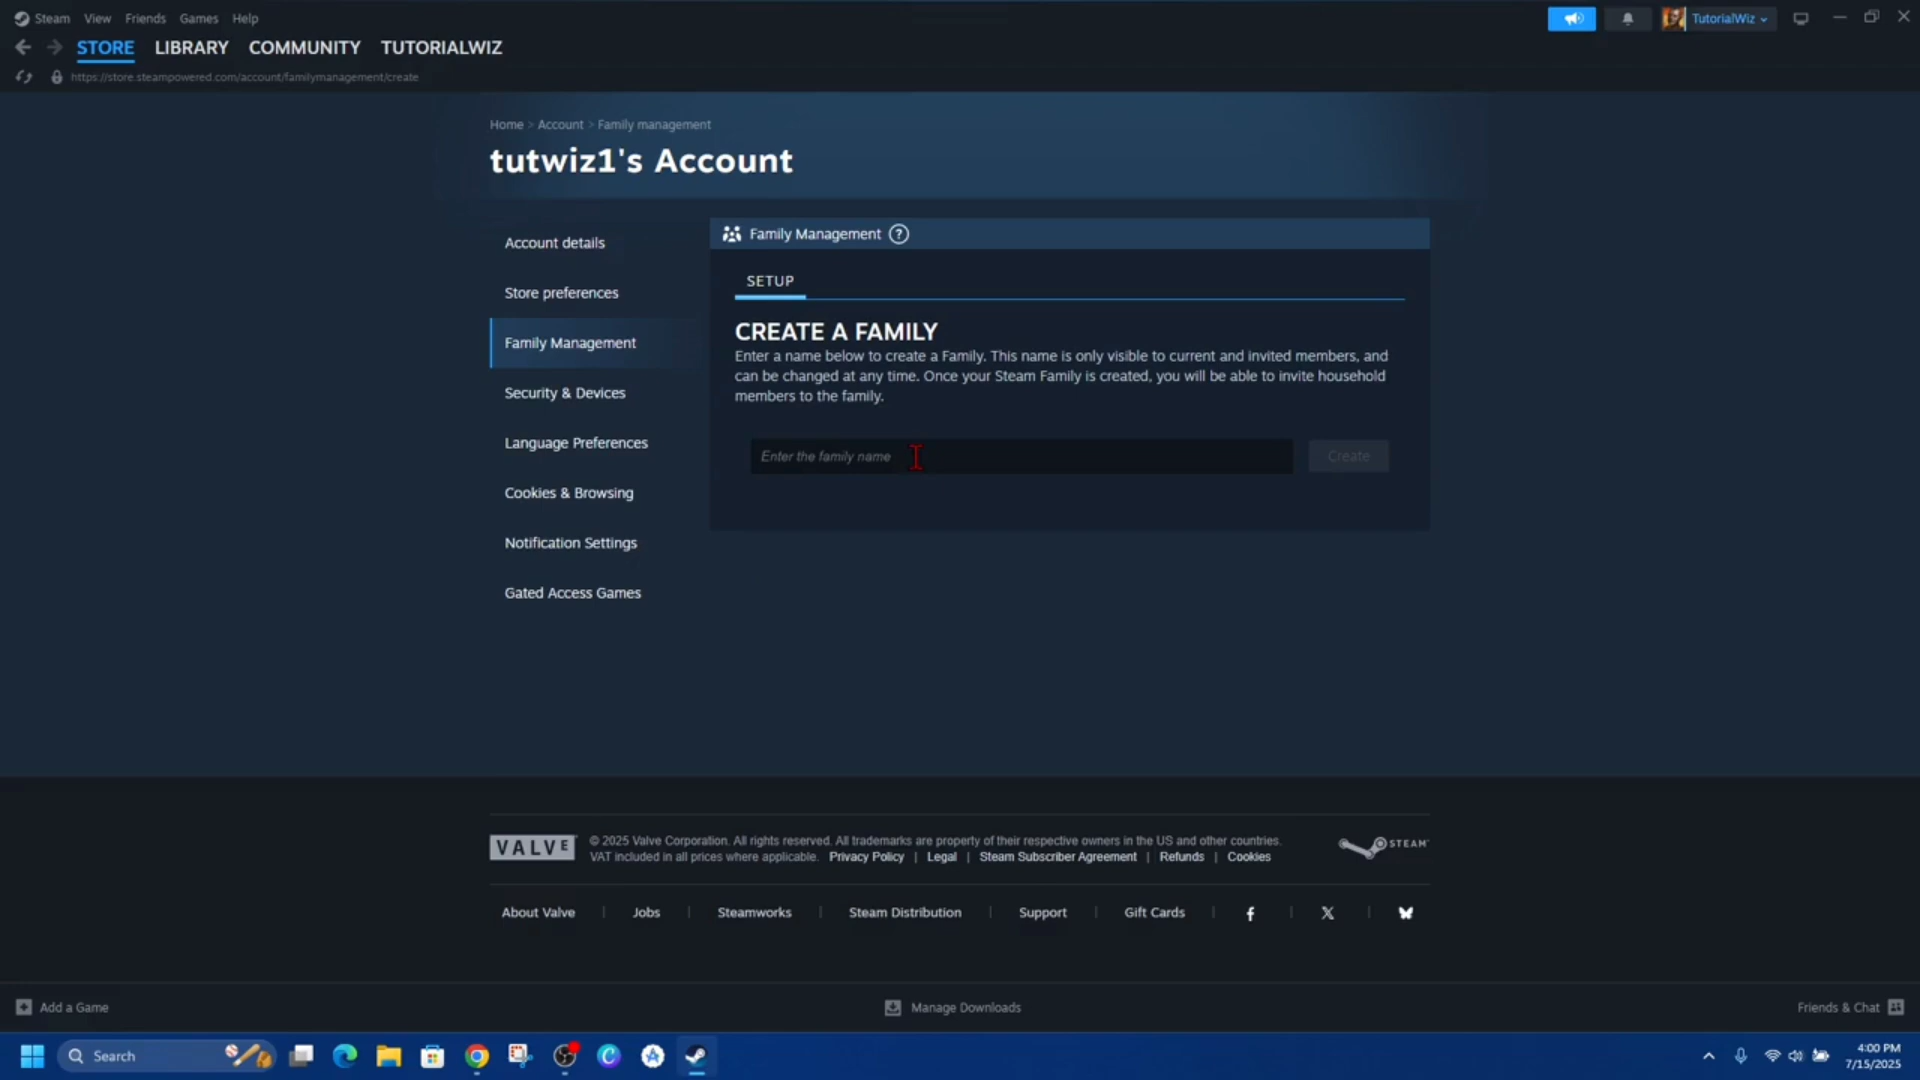 Steam View Friends Games Help
TutorialWiz
STORE LIBRARY COMMUNITY TUTORIALWIZ
https://store.steampowered.com/account/familymanagement/create
Home > Account > Family management
tutwiz1's Account
Account details
Store preferences
Family Management
Security & Devices
Language Preferences
Cookies & Browsing
Notification Settings
Gated Access Games
Family Management ?
SETUP
CREATE A FAMILY
Enter a name below to create a Family. This name is only visible to current and invited members, and
can be changed at any time. Once your Steam Family is created, you will be able to invite household
members to the family.
Enter the family name
Create
VALVE
© 2025 Valve Corporation. All rights reserved. All trademarks are property of their respective owners in the US and other countries.
VAT included in all prices where applicable. Privacy Policy | Legal | Steam Subscriber Agreement | Refunds | Cookies
STEAM
About Valve | Jobs | Steamworks | Steam Distribution | Support | Gift Cards
Add a Game
Manage Downloads
Friends & Chat
Search
4:00 PM
7/15/2025